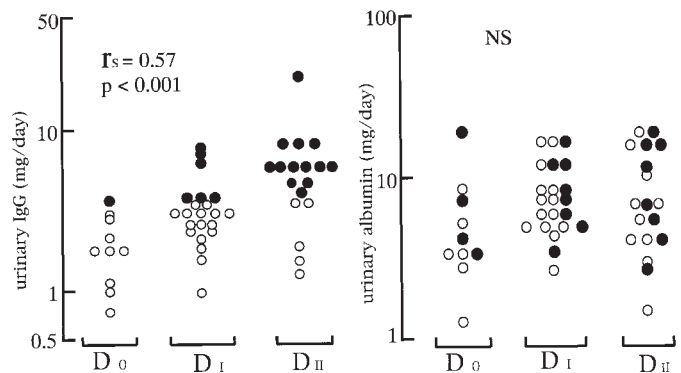 50
10
1
0.5
urinary IgG (mg/day)
rs = 0.57
p < 0.001
D0
DI
DII
100
10
1
urinary albumin (mg/day)
NS
D0
DI
DII